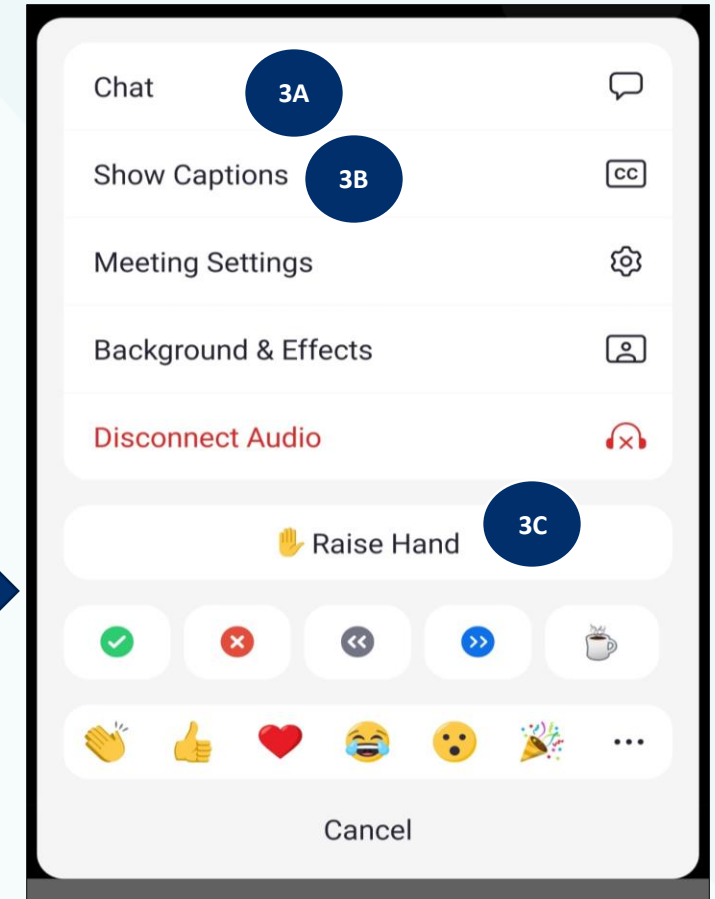 Chat 3A
Show Captions 3B CC
Meeting Settings
Background & Effects
Disconnect Audio
Raise Hand 3C
Cancel